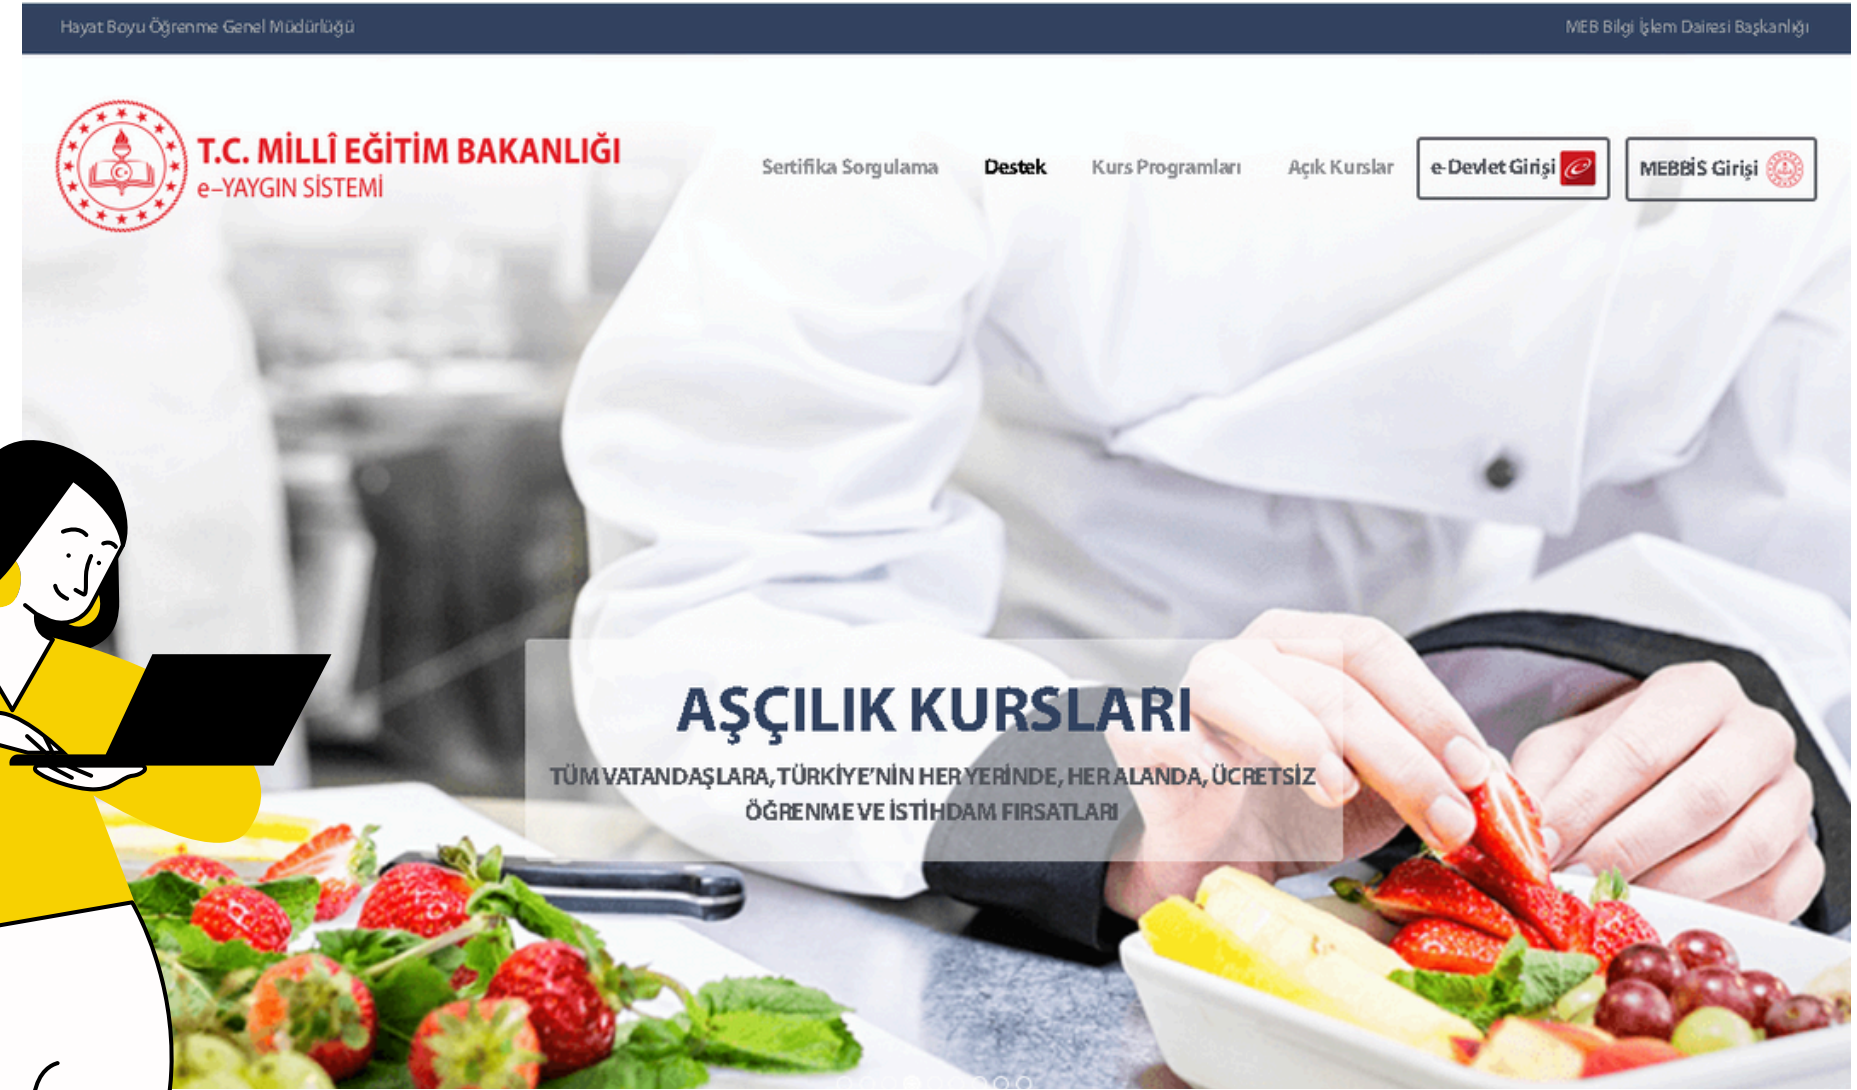 Hayat Boyu Öğrenme Genel Müdürlüğü
MEB Bilgi İşlem Dairesi Başkanlığı
T.C. MİLLÎ EĞİTİM BAKANLIĞI
e-YAYGIN SİSTEMİ
Sertifika Sorgulama
Destek
Kurs Programları
Açık Kurslar
e-Devlet Girişi
MEBBİS Girişi
AŞÇILIK KURSLARI
TÜM VATANDAŞLARA, TÜRKİYE'NİN HER YERİNDE, HER ALANDA, ÜCRETSİZ
ÖĞRENME VE İSTİHDAM FIRSATLARI